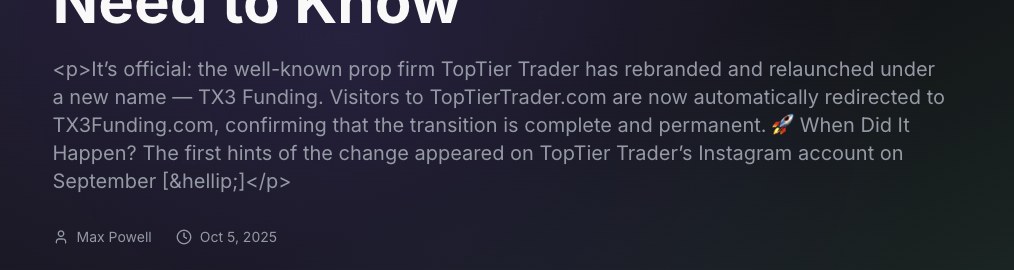 Need to Know
<p>It’s official: the well-known prop firm TopTier Trader has rebranded and relaunched under
a new name — TX3 Funding. Visitors to TopTierTrader.com are now automatically redirected to
TX3Funding.com, confirming that the transition is complete and permanent. 🚀 When Did It
Happen? The first hints of the change appeared on TopTier Trader’s Instagram account on
September [&hellip;]</p>
Max Powell Oct 5, 2025